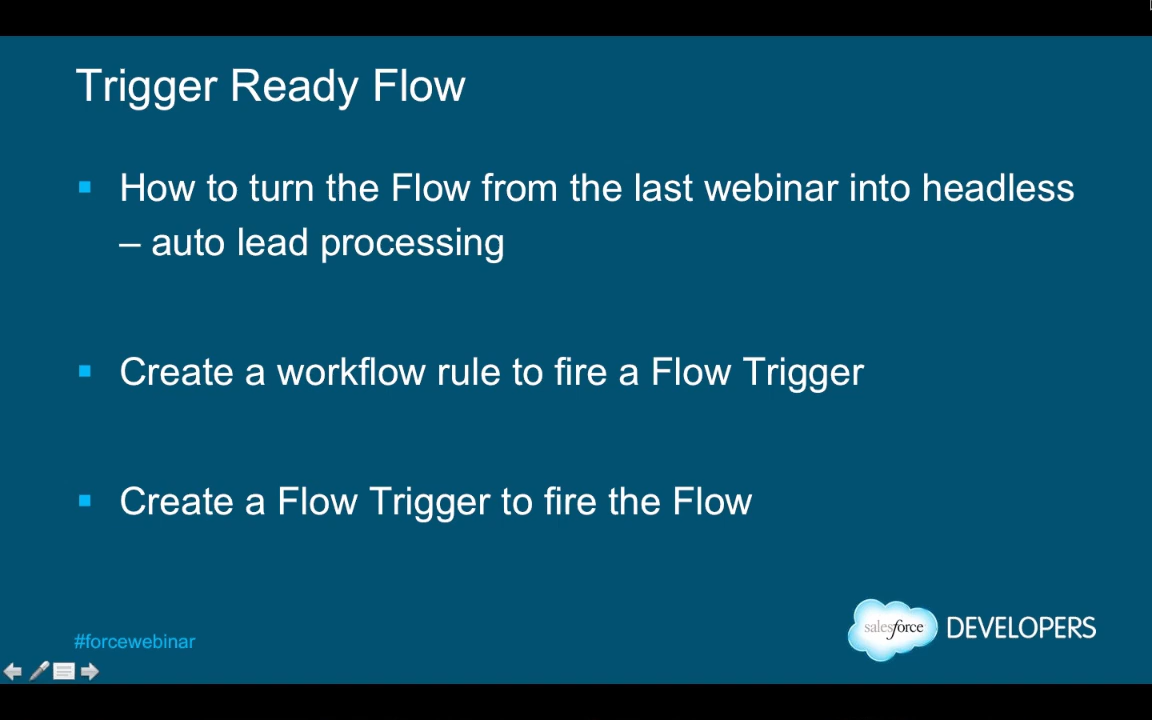 Trigger Ready Flow
How to turn the Flow from the last webinar into headless
– auto lead processing
Create a workflow rule to fire a Flow Trigger
Create a Flow Trigger to fire the Flow
#forcewebinar
salesforce DEVELOPERS